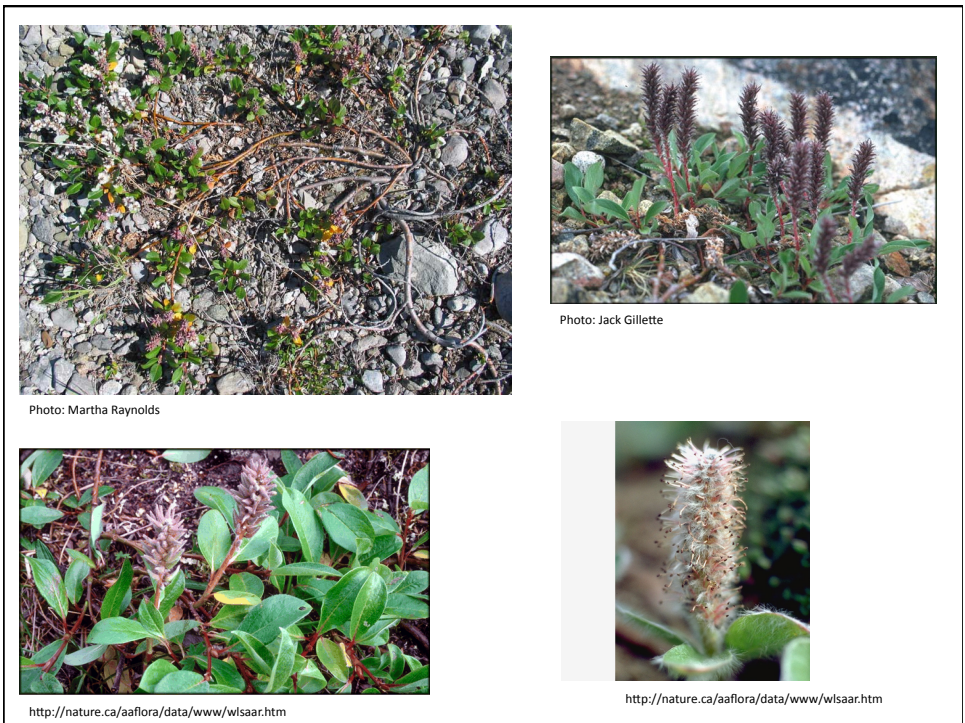 Photo: Jack Gillette
Photo: Martha Raynolds
http://nature.ca/aaflora/data/www/wlsaar.htm
http://nature.ca/aaflora/data/www/wlsaar.htm